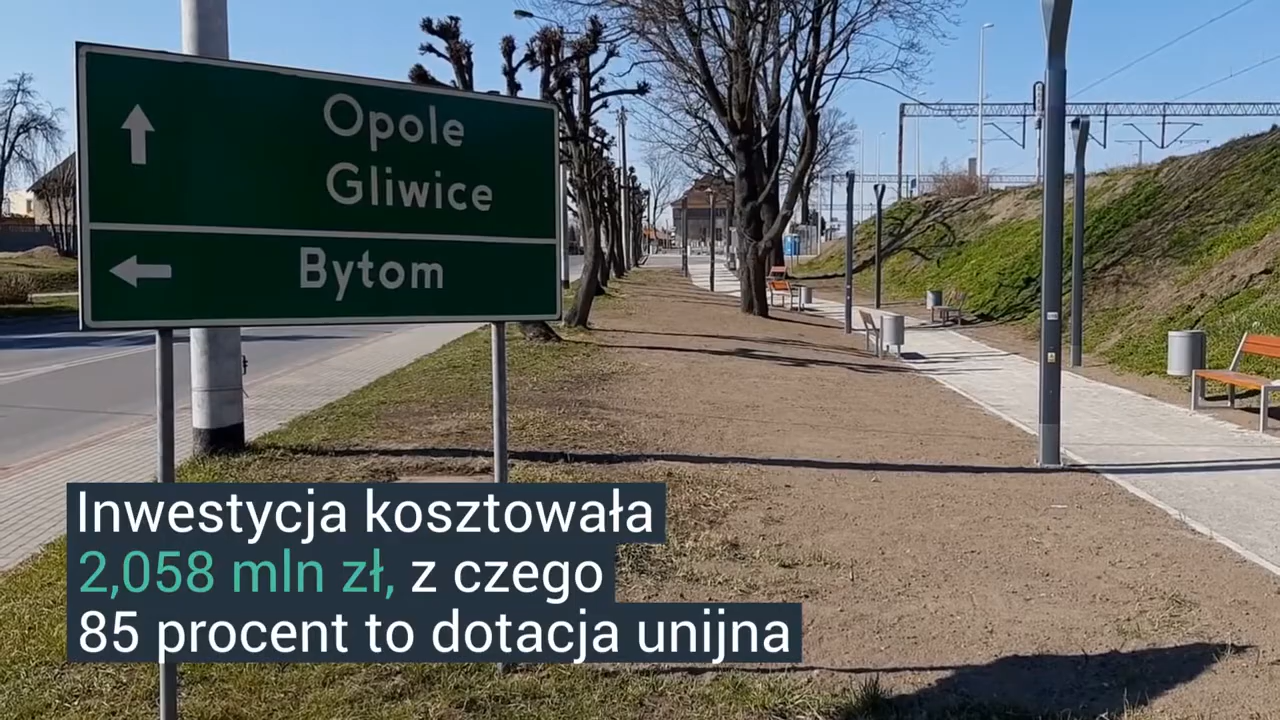 Opole
Gliwice
Bytom
Inwestycja kosztowała
2,058 mln zł, z czego
85 procent to dotacja unijna